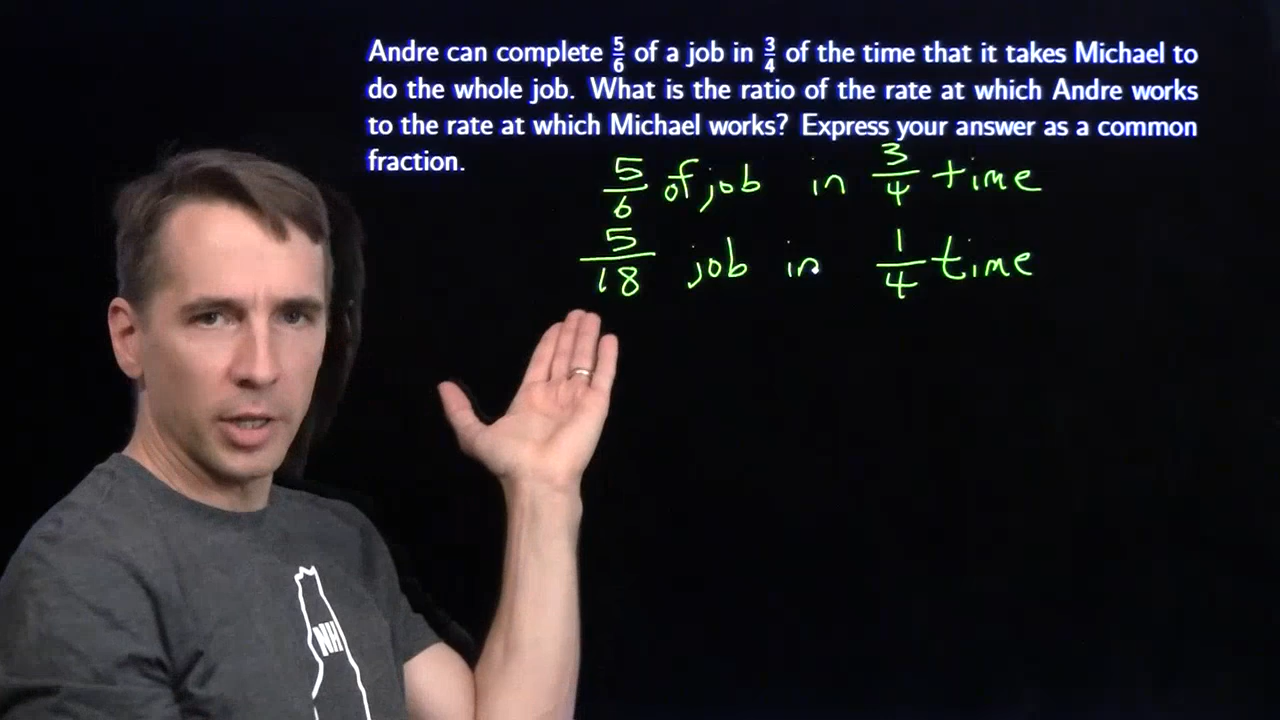 Andre can complete 5/6 of a job in 3/4 of the time that it takes Michael to
do the whole job. What is the ratio of the rate at which Andre works
to the rate at which Michael works? Express your answer as a common
fraction.
5/6 of job in 3/4 time
5/18 job in 1/4 time
NH